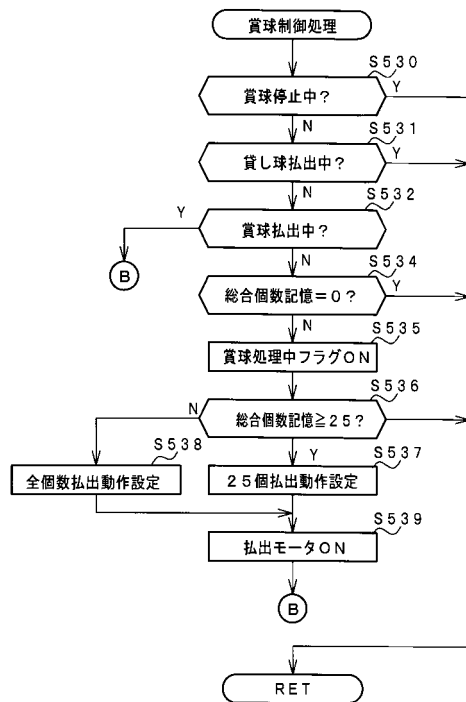 賞球制御処理
S530
賞球停止中?
Y
N
S531
貸し球払出中?
Y
N
S532
賞球払出中?
Y
N
B
S534
総合個数記憶=0?
Y
N
S535
賞球処理中フラグON
S536
総合個数記憶≧25?
N
Y
S538
全個数払出動作設定
S537
25個払出動作設定
S539
払出モータON
B
RET